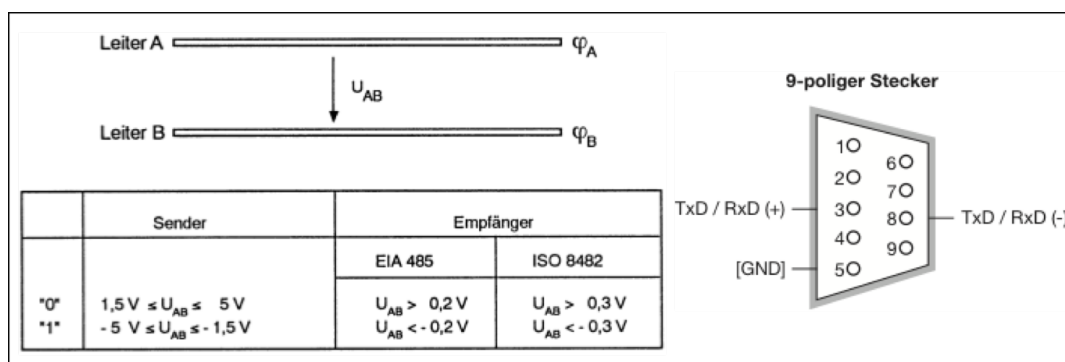 Leiter A φA
UAB
Leiter B φB
Sender Empfänger
EIA 485 ISO 8482
"0" 1,5 V ≤ UAB ≤ 5 V UAB > 0,2 V UAB > 0,3 V
"1" - 5 V ≤ UAB ≤ - 1,5 V UAB < - 0,2 V UAB < - 0,3 V
9-poliger Stecker
1
6
2
7
TxD / RxD (+) 3
8 TxD / RxD (-)
4
9
[GND] 5